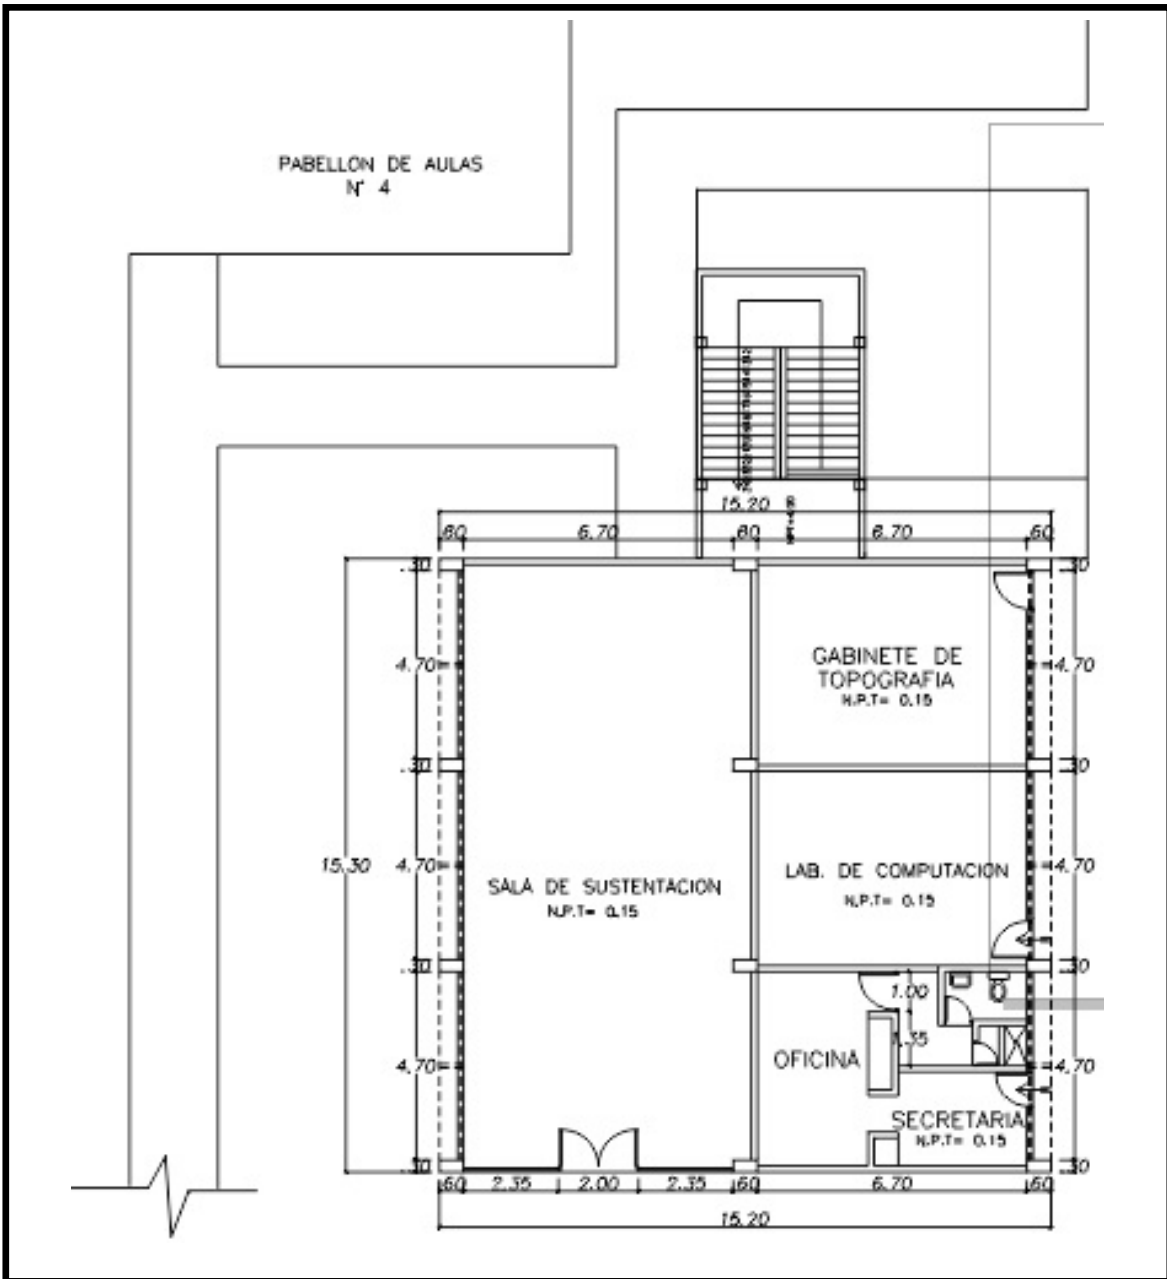 PABELLON DE AULAS
N° 4
15.20
.60 6.70 .60 6.70 .60
.30 .30
4.70 4.70
GABINETE DE
TOPOGRAFIA
N.P.T= 0.15
.30 .30
15.30
4.70 4.70
LAB. DE COMPUTACION
N.P.T= 0.15
SALA DE SUSTENTACION
N.P.T= 0.15
.30 .30
1.00
1.35
OFICINA
4.70 4.70
SECRETARIA
N.P.T= 0.15
.30 .30
.60 2.35 2.00 2.35 .60 6.70 .60
15.20